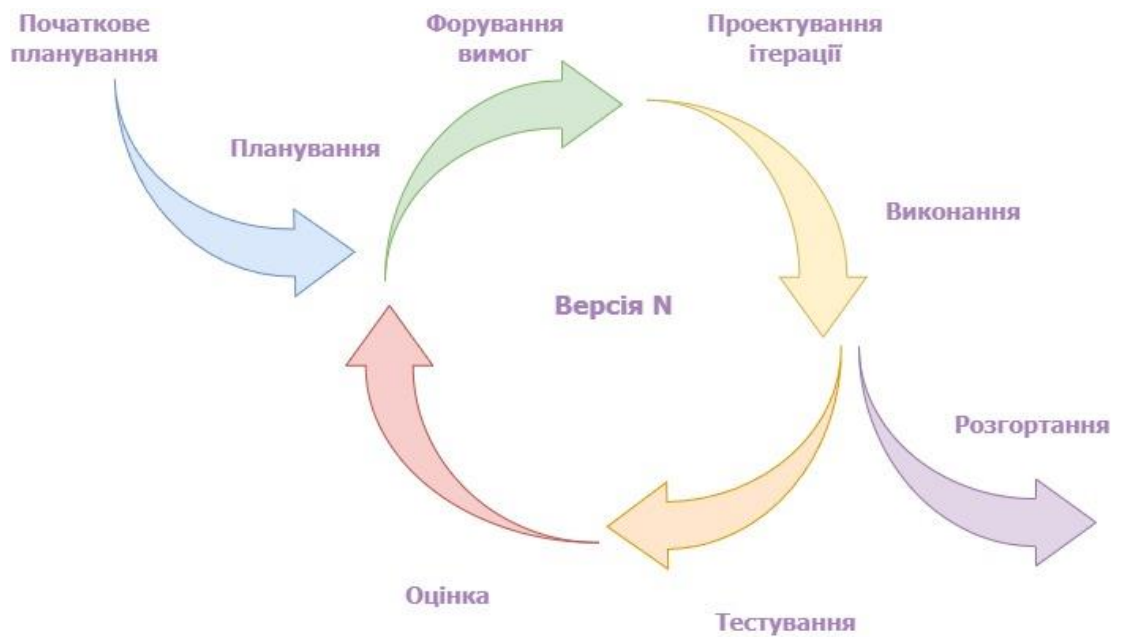 Початкове
планування
Форування
вимог
Проектування
ітерації
Планування
Виконання
Версія N
Розгортання
Оцінка
Тестування